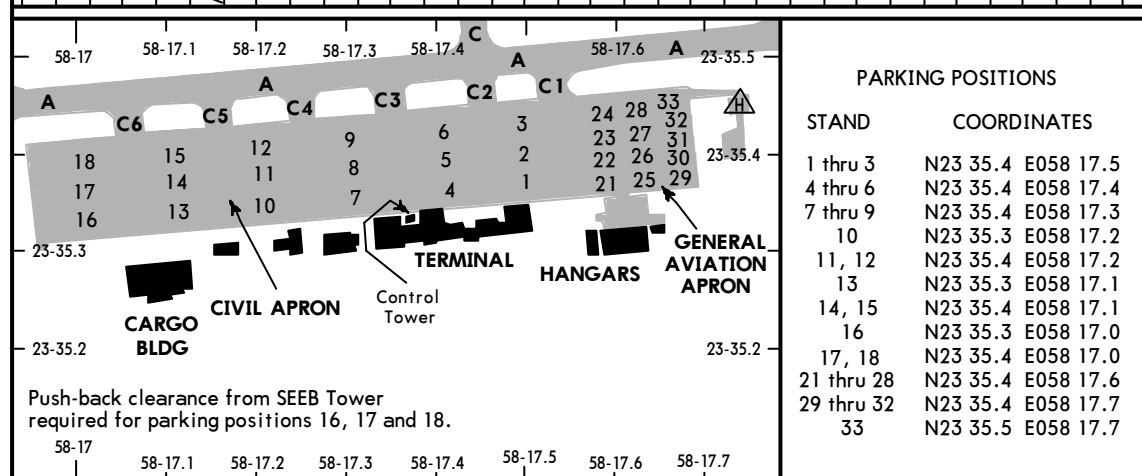 C
58-17 58-17.1 58-17.2 58-17.3 58-17.4 58-17.6 A 23-35.5
A
A
A
C6 C5 C4 C3 C2 C1
H
18 15 12 9 6 3 24 28 33
23 27 32
17 14 11 8 5 2 22 26 31
30
16 13 10 7 4 1 21 25 29
23-35.4
23-35.3
TERMINAL
HANGARS
GENERAL
AVIATION
APRON
CIVIL APRON
Control
Tower
CARGO
BLDG
23-35.2 23-35.2
Push-back clearance from SEEB Tower
required for parking positions 16, 17 and 18.
58-17 58-17.1 58-17.2 58-17.3 58-17.4 58-17.5 58-17.6 58-17.7
PARKING POSITIONS
STAND COORDINATES
1 thru 3 N23 35.4 E058 17.5
4 thru 6 N23 35.4 E058 17.4
7 thru 9 N23 35.4 E058 17.3
10 N23 35.3 E058 17.2
11, 12 N23 35.4 E058 17.2
13 N23 35.3 E058 17.1
14, 15 N23 35.4 E058 17.1
16 N23 35.3 E058 17.0
17, 18 N23 35.4 E058 17.0
21 thru 28 N23 35.4 E058 17.6
29 thru 32 N23 35.4 E058 17.7
33 N23 35.5 E058 17.7